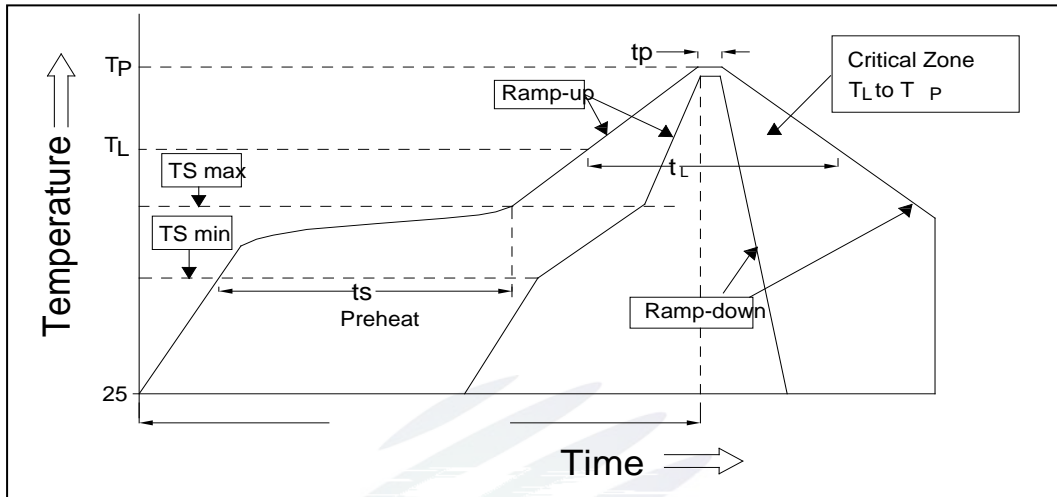 tp
TP
Critical Zone
TL to T P
Ramp-up
TL
TS max
tL
TS min
ts
Preheat
Ramp-down
25
Temperature
Time